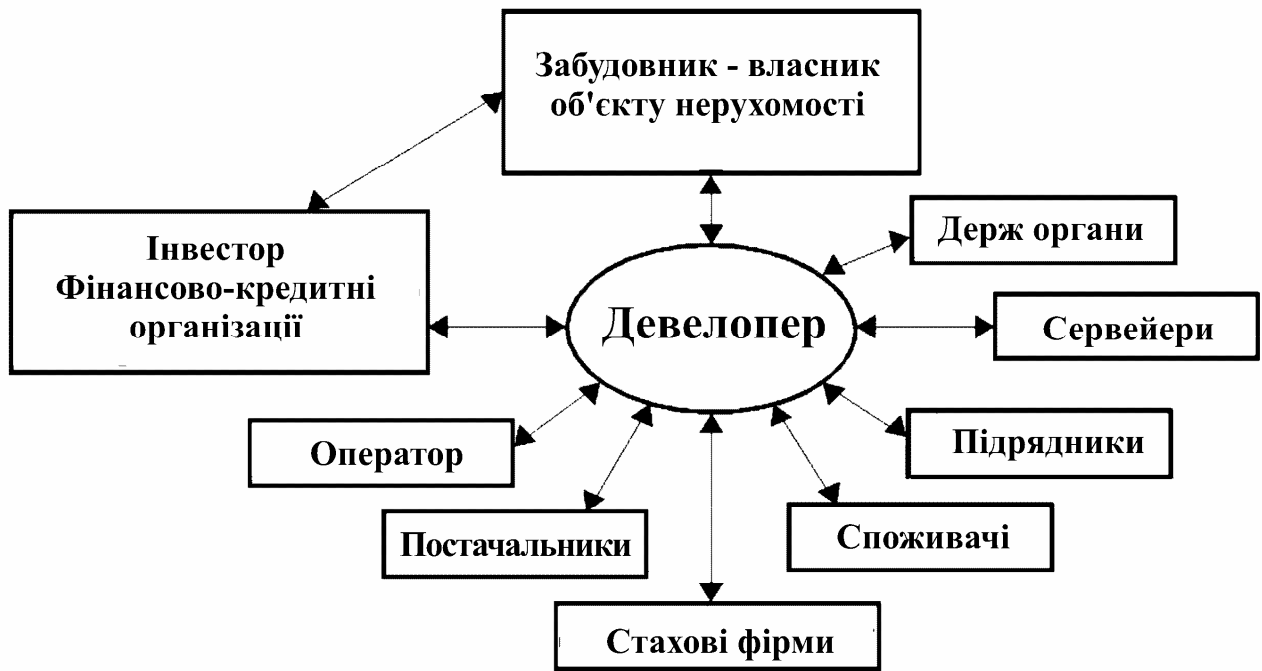 Забудовник - власник
об'єкту нерухомості
Інвестор
Фінансово-кредитні
організації
Держ органи
Девелопер
Сервейери
Оператор
Підрядники
Постачальники
Споживачі
Стахові фірми